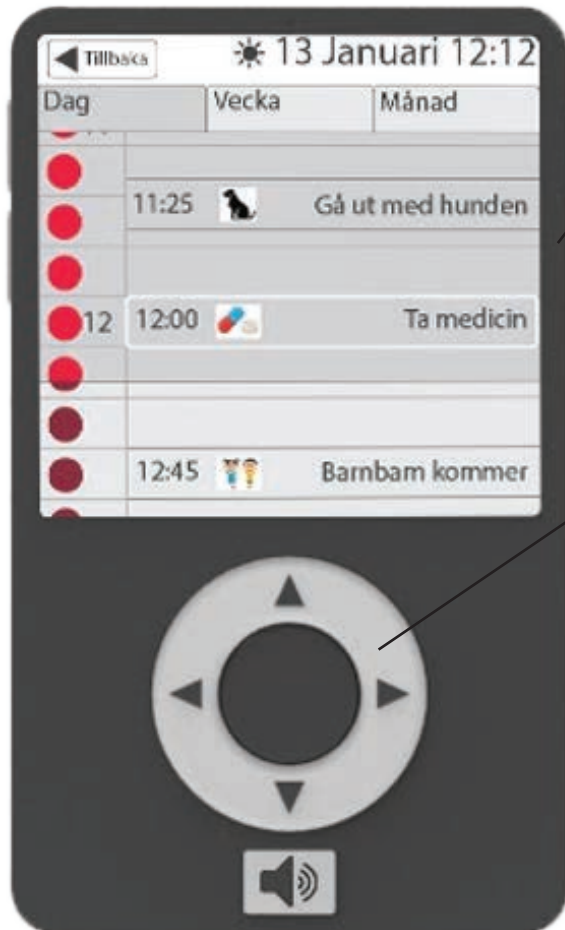 Tillbaka
13 Januari 12:12
Dag Vecka Månad
11:25 Gå ut med hunden
12 12:00 Ta medicin
12:45 Barnbarn kommer